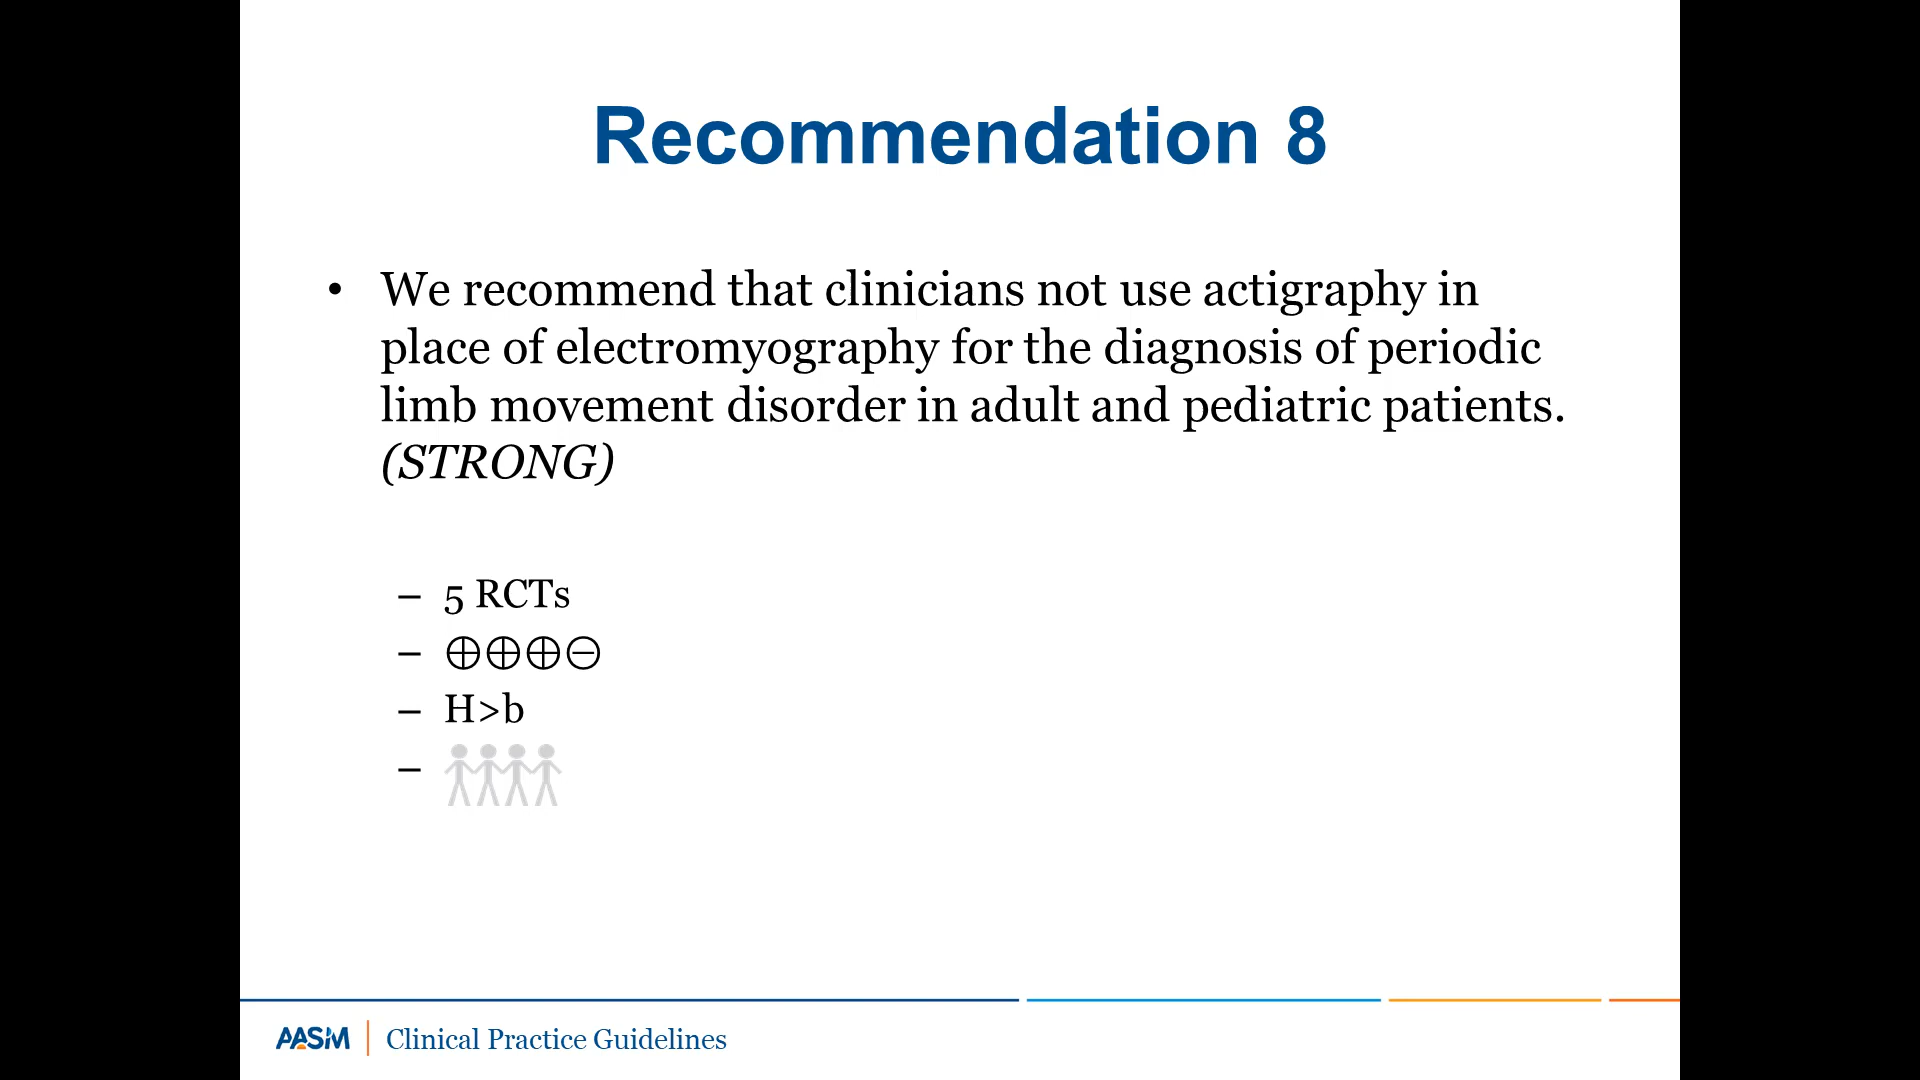 Recommendation 8
• We recommend that clinicians not use actigraphy in
place of electromyography for the diagnosis of periodic
limb movement disorder in adult and pediatric patients.
(STRONG)
– 5 RCTs
– ⊕⊕⊕⊖
– H>b
–
AASM | Clinical Practice Guidelines